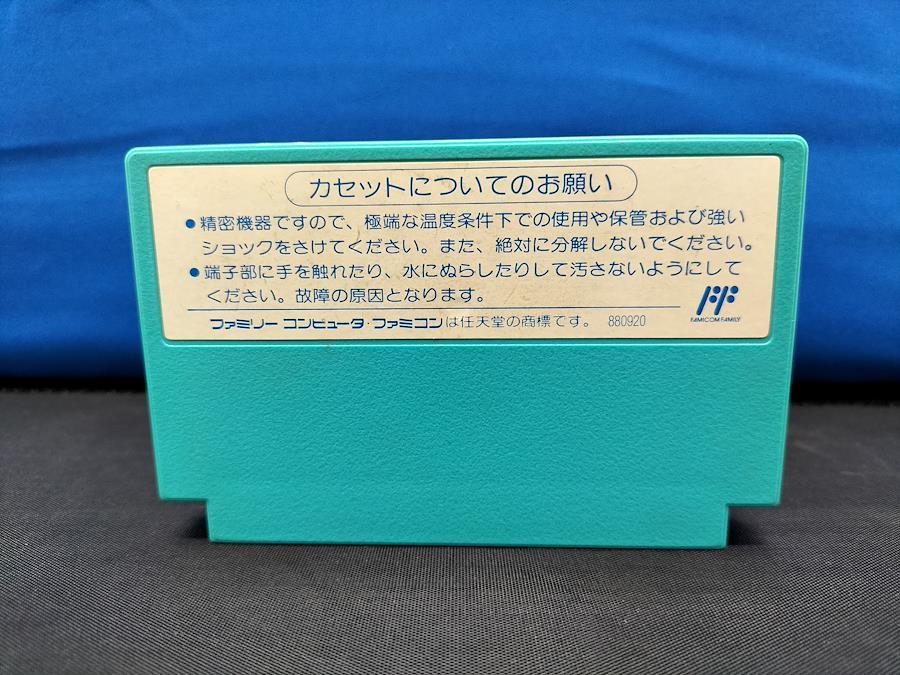 カセットについてのお願い
●精密機器ですので、極端な温度条件下での使用や保管および強い
ショックをさけてください。また、絶対に分解しないでください。
●端子部に手を触れたり、水にぬらしたりして汚さないようにして
ください。故障の原因となります。
FAMICOM FAMILY
ファミリー コンピュータ・ファミコンは任天堂の商標です。 880920